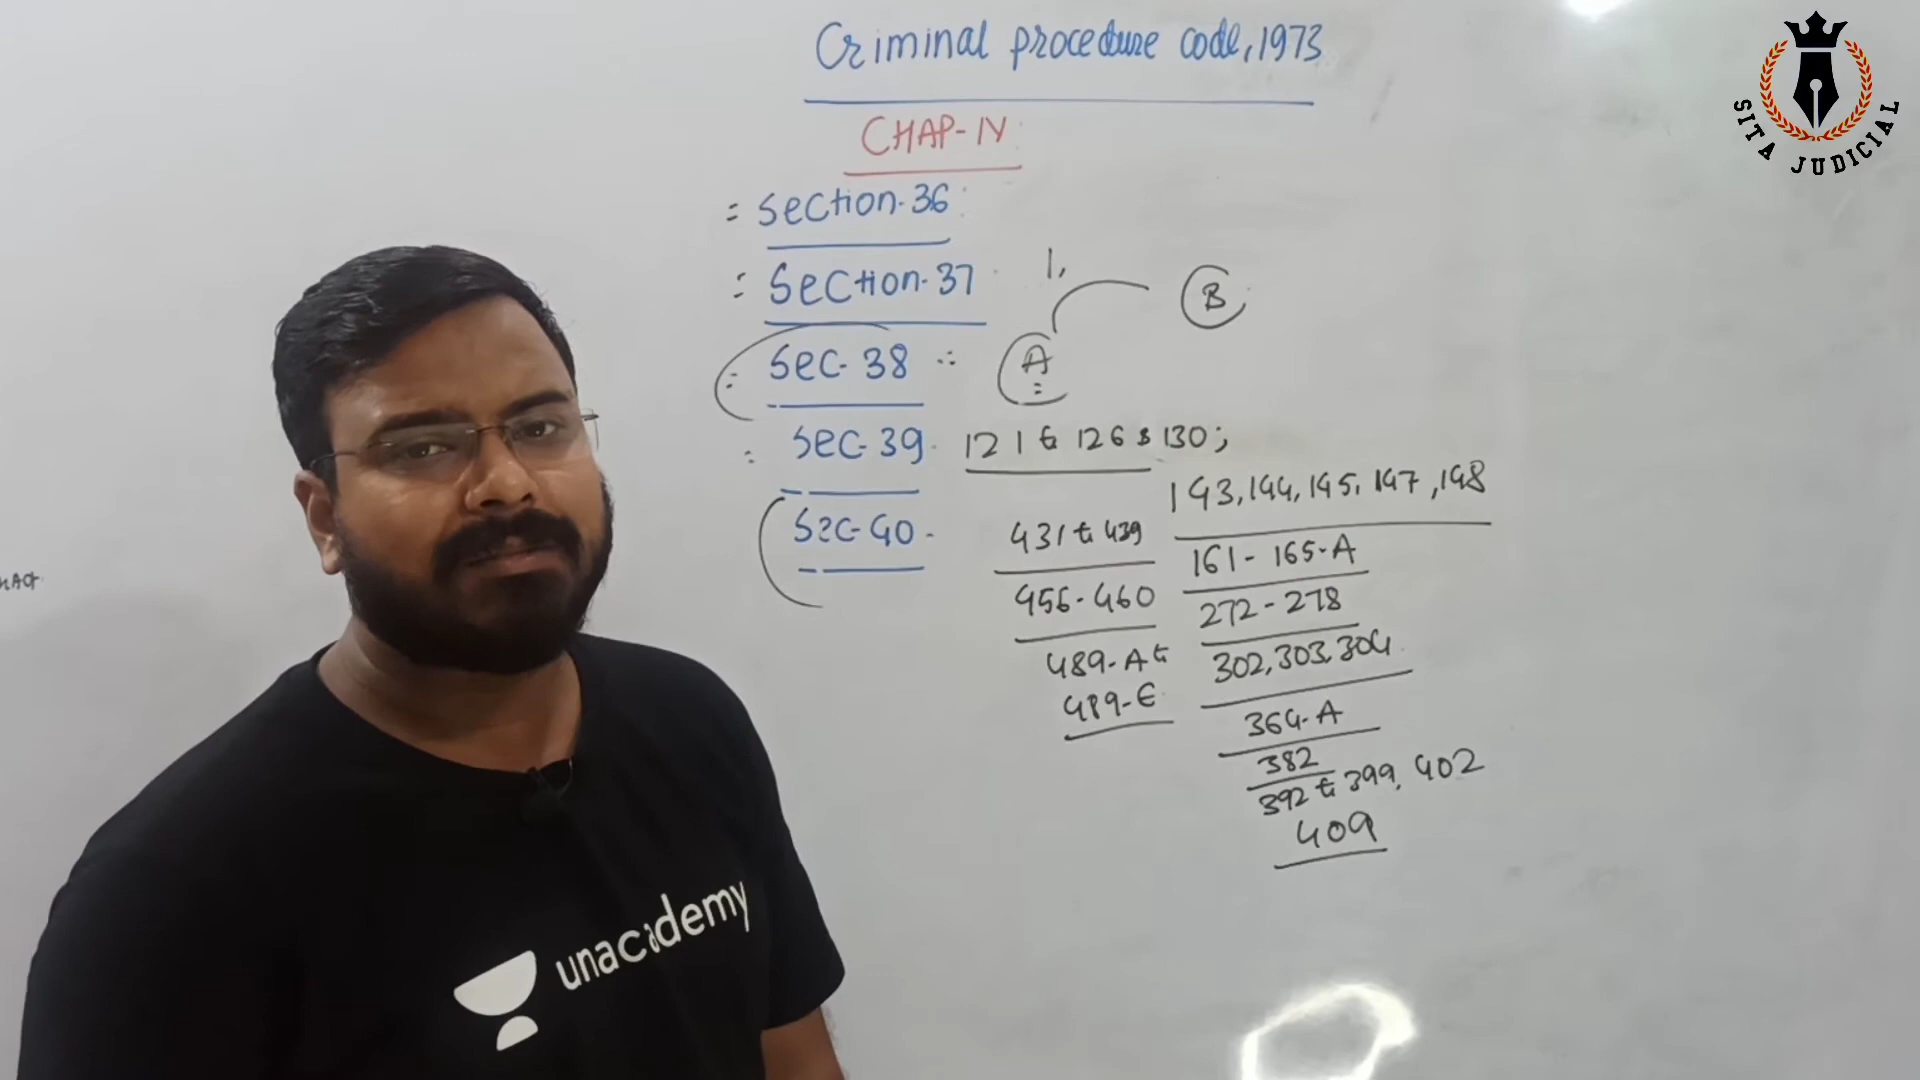 Criminal procedure code, 1973
CHAP-IV
= Section-36
: Section-37
1.
B
: Sec-38 ∴
A
: Sec-39
121 to 126 & 130;
143, 144, 145, 147, 148
Sec-40
431 to 439
161 - 165-A
456-460
272 - 278
489-A to
489-E
302, 303, 304
364-A
382
392 to 399, 402
409
unacademy
SITA JUDICIAL